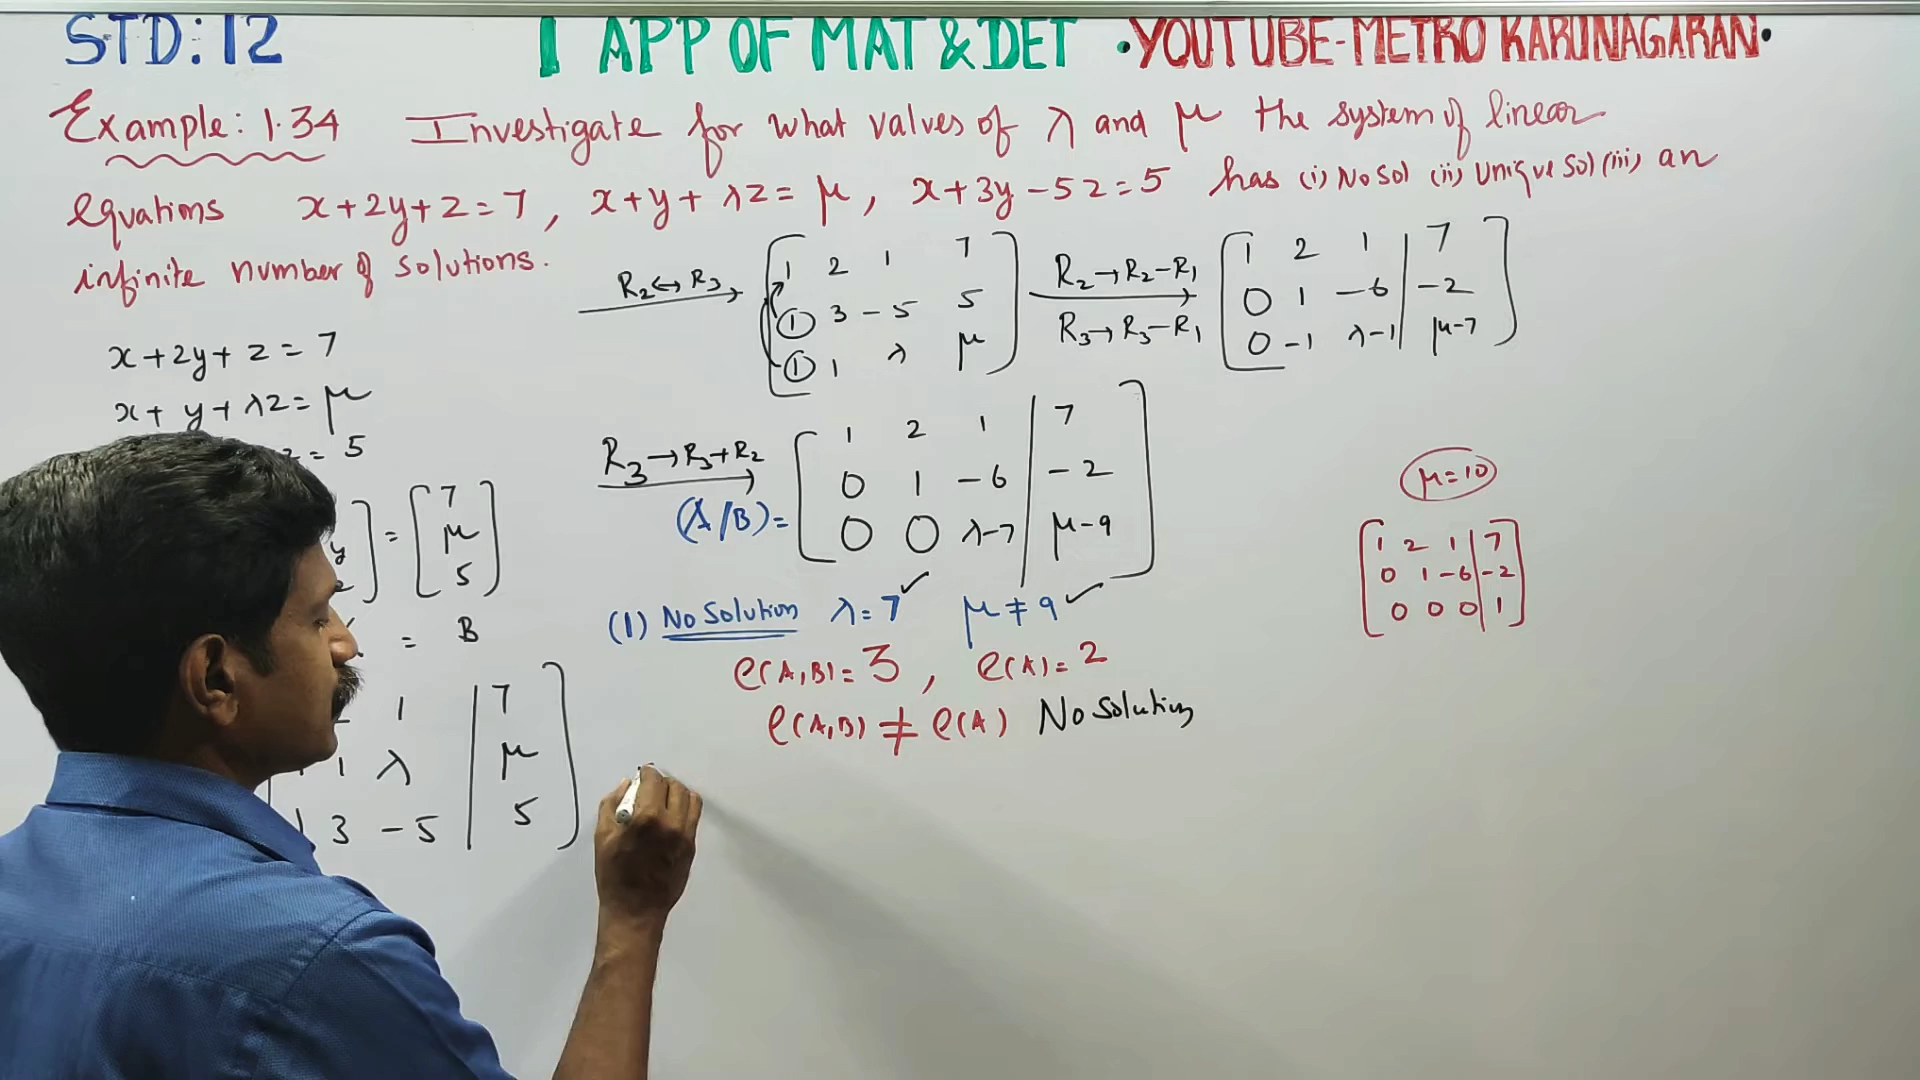 STD: 12 1 APP OF MAT & DET •YOUTUBE-METRO KARUNAGARAN•
Example: 1.34 Investigate for what values of λ and μ the system of linear
equations x+2y+z=7, x+y+λz=μ, x+3y-5z=5 has (i) No Sol (ii) Unique Sol (iii) an
infinite number of solutions.
x+2y+z=7
x+y+λz=μ
z=5
y = 7
z μ
5
= B
1 | 7
1 λ | μ
1 3 -5 | 5
R₂↔R₃
1 2 1 7
1 3 -5 5
1 1 λ μ
R₂→R₂-R₁
R₃→R₃-R₁
1 2 1 | 7
0 1 -6 | -2
0 -1 λ-1 | μ-7
R₃→R₃+R₂
(A/B)=
1 2 1 | 7
0 1 -6 | -2
0 0 λ-7 | μ-9
(1) No Solution λ=7 ✓ μ≠9 ✓
ρ(A,B)=3, ρ(A)=2
ρ(A,B)≠ρ(A) No Solution
μ=10
1 2 1 | 7
0 1 -6 | -2
0 0 0 | 1